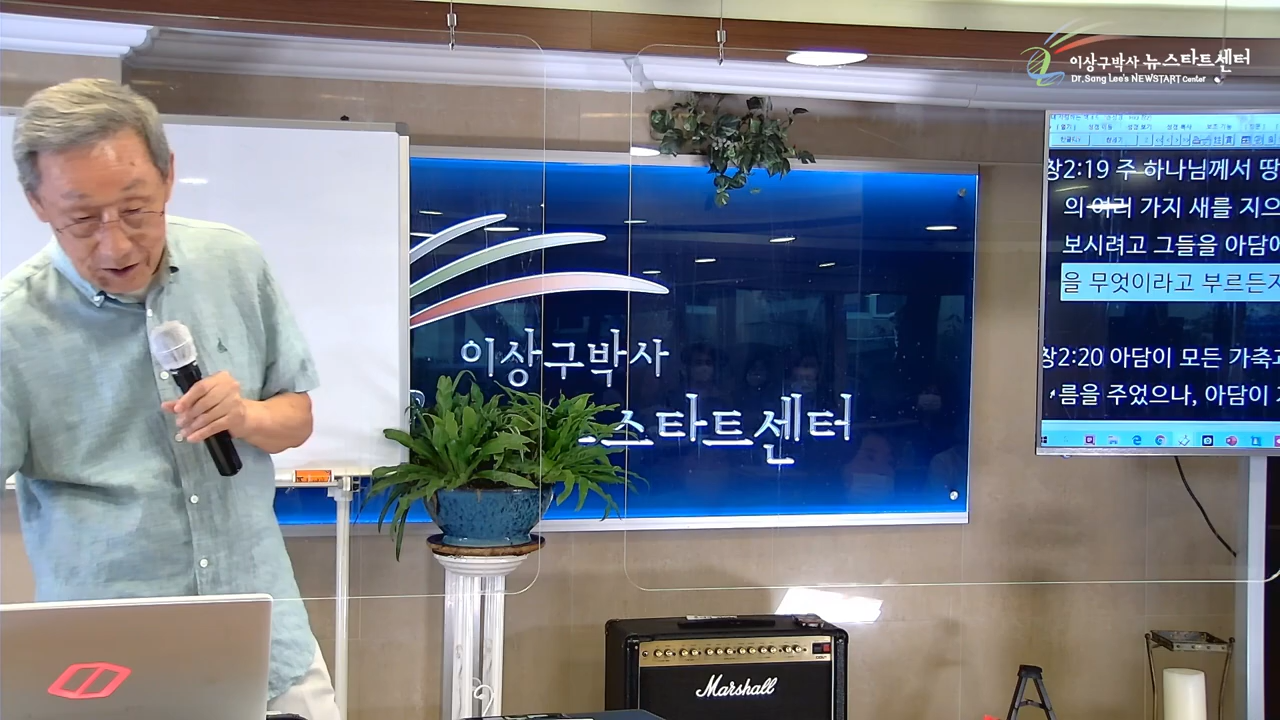 이상구박사 뉴스타트센터
Dr. Sang Lee's NEWSTART Center
창2:19 주 하나님께서 땅
의 여러 가지 새를 지으
보시려고 그들을 아담에
을 무엇이라고 부르든지
창2:20 아담이 모든 가축과
름을 주었으나, 아담이
이상구박사
스타트센터
Marshall